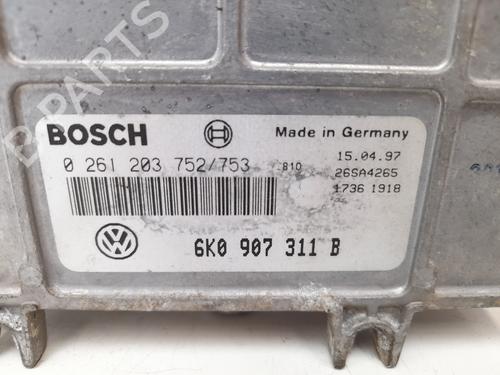 B-PARTS
BOSCH
Made in Germany
0 261 203 752/753 B10
15.04.97
26SA4265
1736 1918
6K0 907 311 B